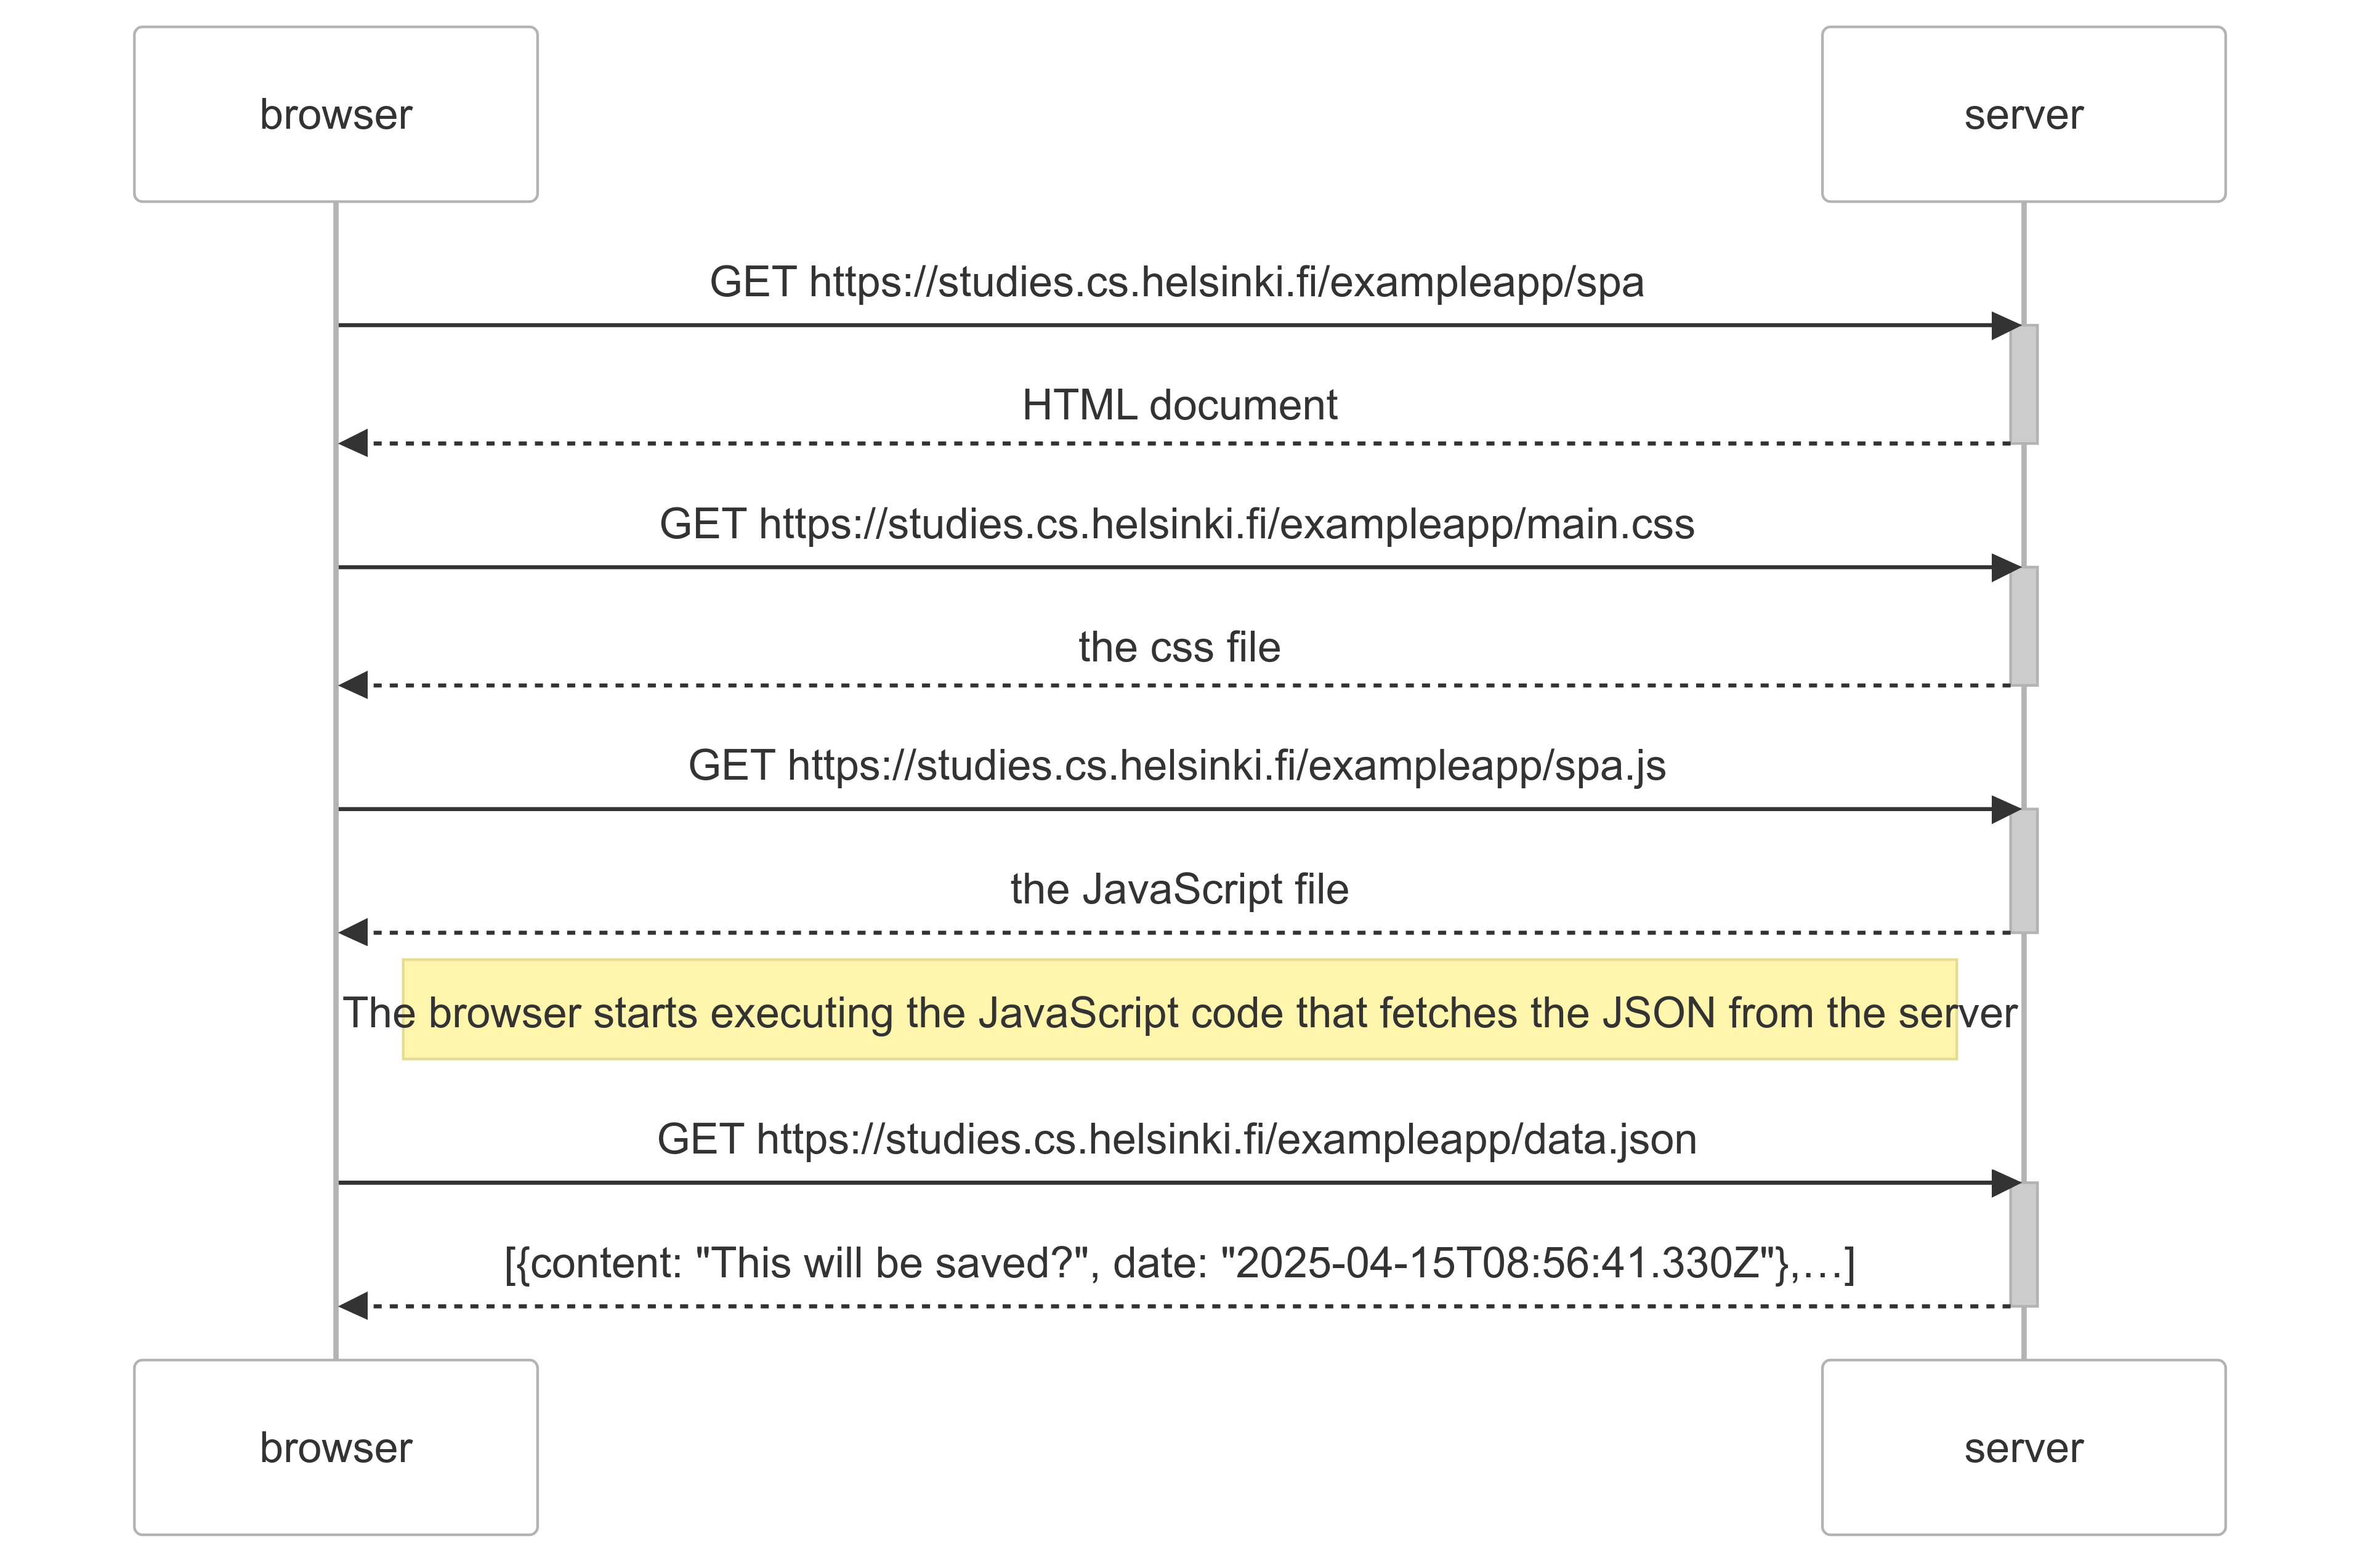 browser
server
GET https://studies.cs.helsinki.fi/exampleapp/spa
HTML document
GET https://studies.cs.helsinki.fi/exampleapp/main.css
the css file
GET https://studies.cs.helsinki.fi/exampleapp/spa.js
the JavaScript file
The browser starts executing the JavaScript code that fetches the JSON from the server
GET https://studies.cs.helsinki.fi/exampleapp/data.json
[{content: "This will be saved?", date: "2025-04-15T08:56:41.330Z"},…]
browser
server